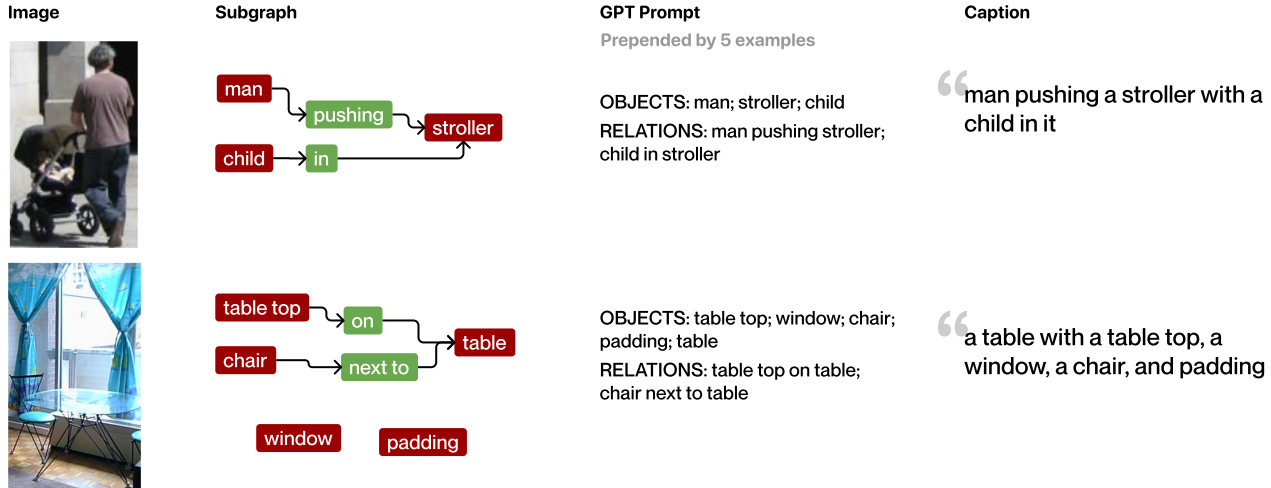 Image
Subgraph
GPT Prompt
Caption
Prepended by 5 examples
man
pushing
stroller
child
in
OBJECTS: man; stroller; child
RELATIONS: man pushing stroller;
child in stroller
“man pushing a stroller with a
child in it
table top
on
table
chair
next to
window
padding
OBJECTS: table top; window; chair;
padding; table
RELATIONS: table top on table;
chair next to table
“a table with a table top, a
window, a chair, and padding